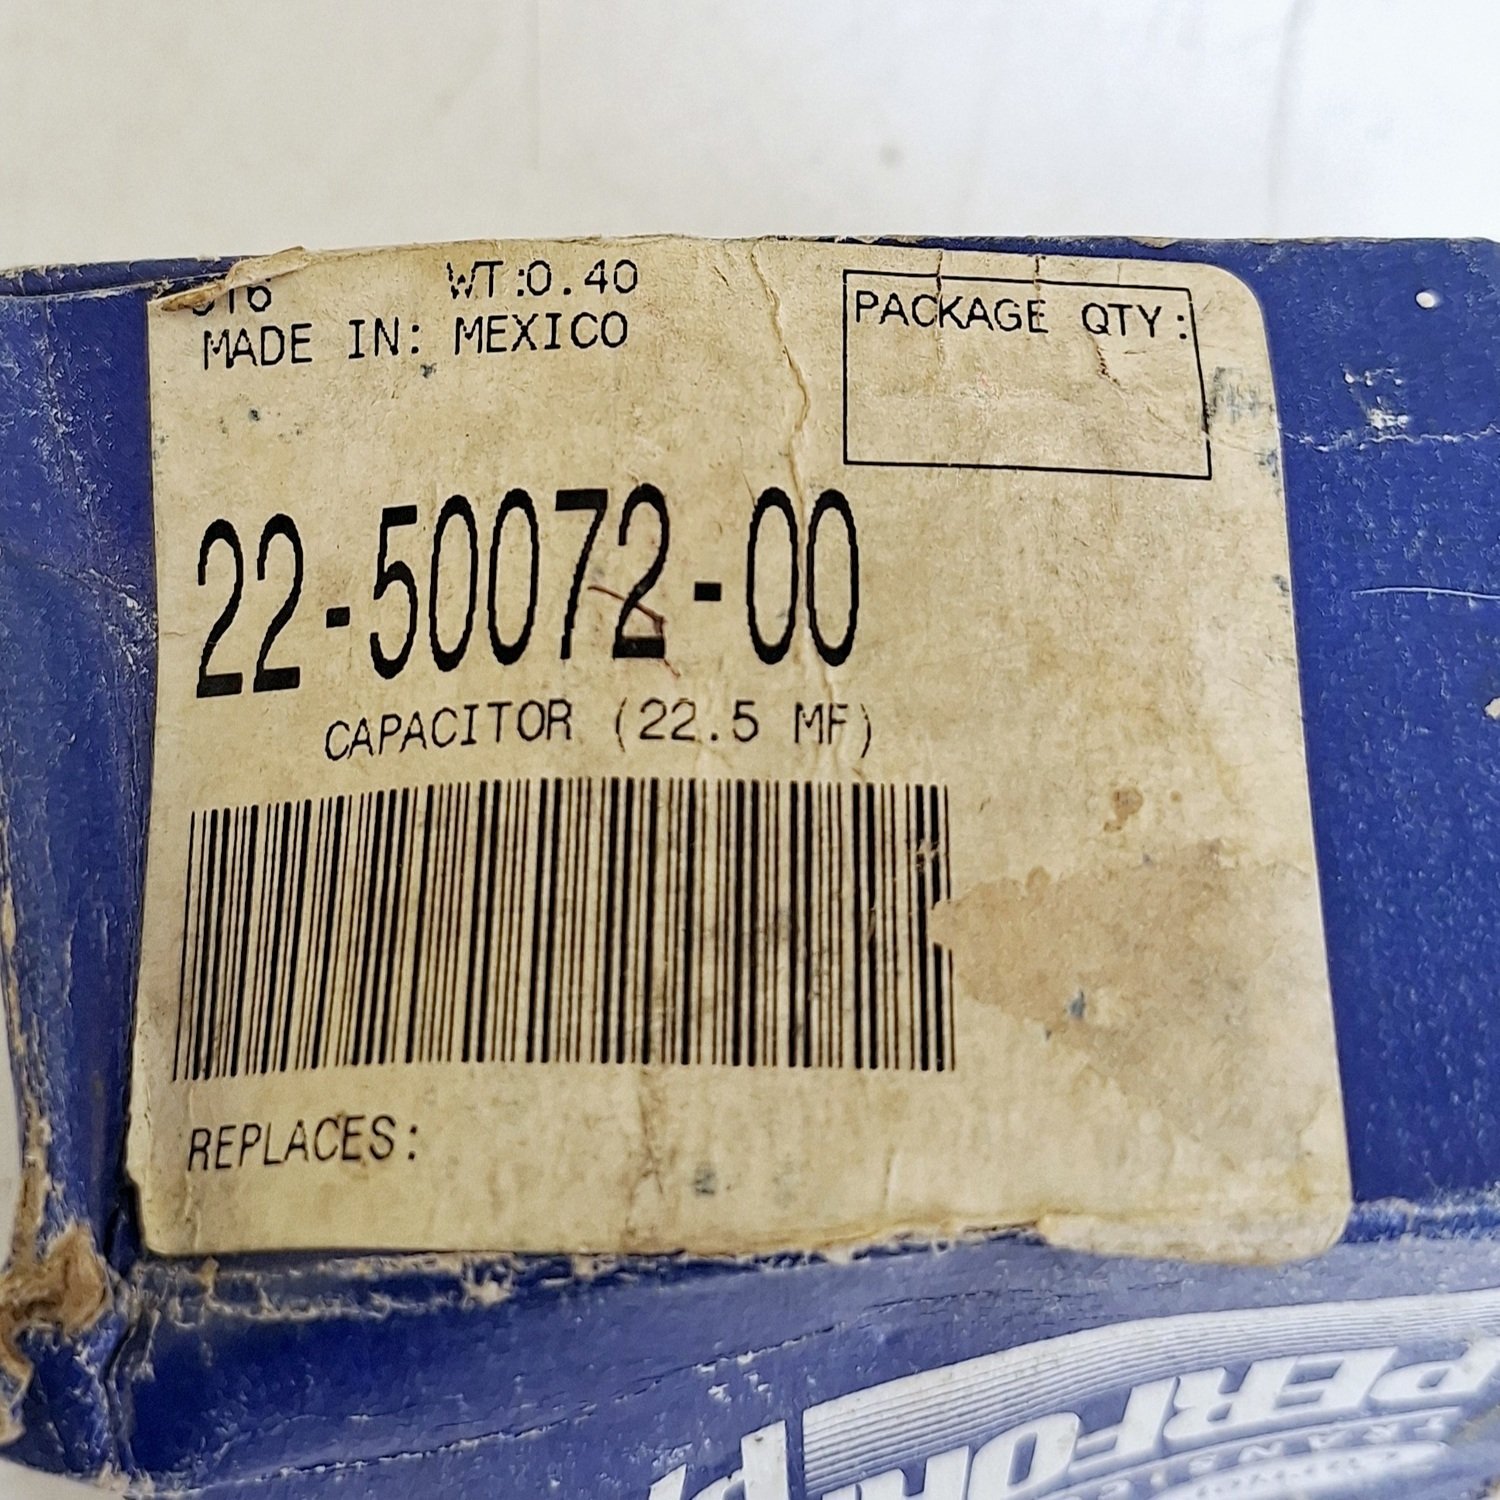 WT:0.40
MADE IN: MEXICO
PACKAGE QTY:
22-50072-00
CAPACITOR (22.5 MF)
REPLACES: